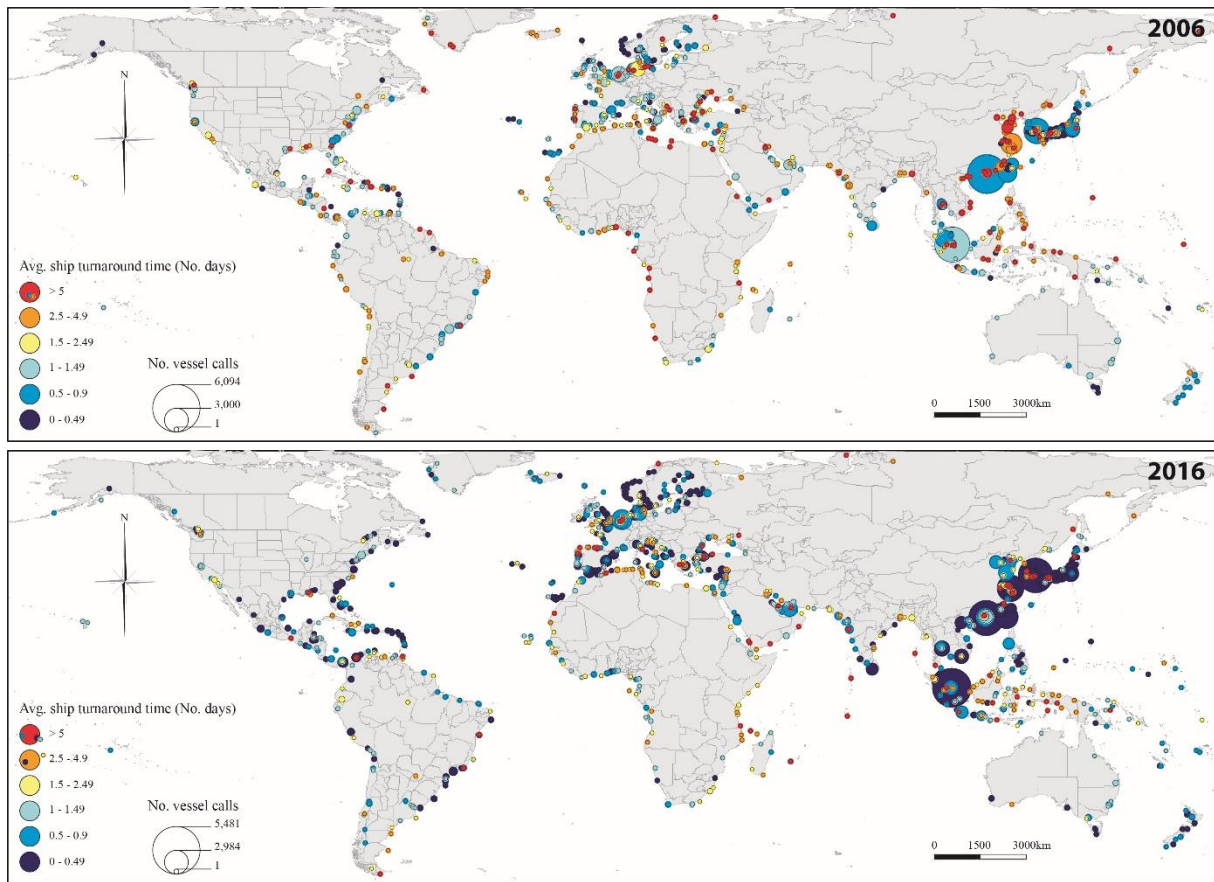 2006
N
Avg. ship turnaround time (No. days)
> 5
2.5 - 4.9
1.5 - 2.49
1 - 1.49
0.5 - 0.9
0 - 0.49
No. vessel calls
6,094
3,000
1
0 1500 3000km
2016
N
Avg. ship turnaround time (No. days)
> 5
2.5 - 4.9
1.5 - 2.49
1 - 1.49
0.5 - 0.9
0 - 0.49
No. vessel calls
5,481
2,984
1
0 1500 3000km